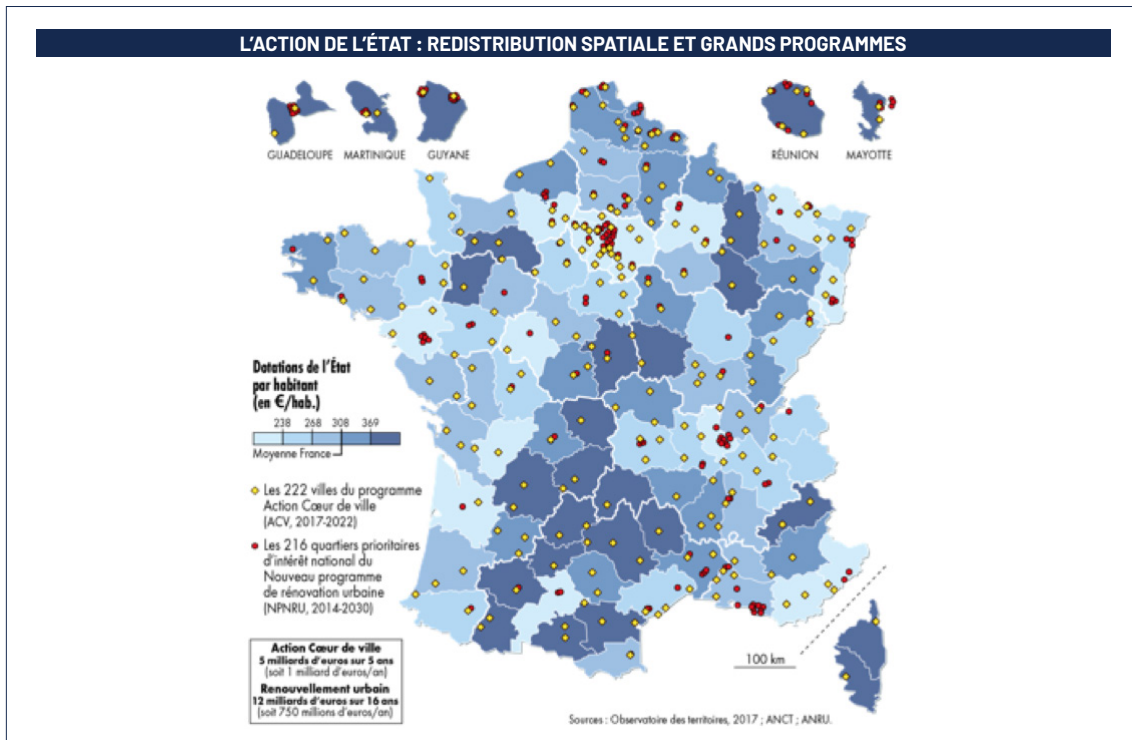 L'ACTION DE L'ÉTAT : REDISTRIBUTION SPATIALE ET GRANDS PROGRAMMES
GUADELOUPE
MARTINIQUE
GUYANE
RÉUNION
MAYOTTE
Dotations de l'État
par habitant
(en €/hab.)
238 268 308 369
Moyenne France
Les 222 villes du programme
Action Cœur de ville
(ACV, 2017-2022)
Les 216 quartiers prioritaires
d'intérêt national du
Nouveau programme
de rénovation urbaine
(NPNRU, 2014-2030)
Action Cœur de ville
5 milliards d'euros sur 5 ans
(soit 1 milliard d'euros/an)
Renouvellement urbain
12 milliards d'euros sur 16 ans
(soit 750 millions d'euros/an)
100 km
Sources : Observatoire des territoires, 2017 ; ANCT ; ANRU.